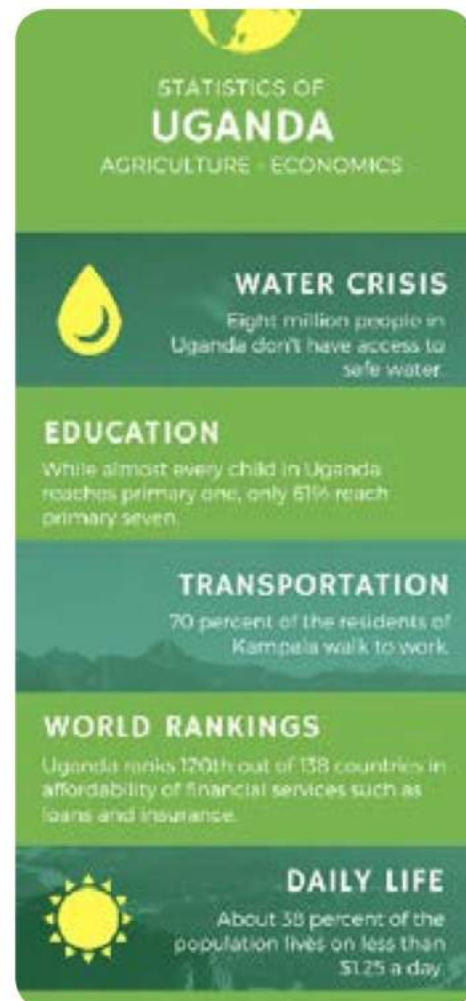 STATISTICS OF
UGANDA
AGRICULTURE - ECONOMICS
WATER CRISIS
Eight million people in
Uganda don't have access to
safe water.
EDUCATION
While almost every child in Uganda
reaches primary one, only 61% reach
primary seven.
TRANSPORTATION
70 percent of the residents of
Kampala walk to work.
WORLD RANKINGS
Uganda ranks 120th out of 138 countries in
affordability of financial services such as
loans and insurance.
DAILY LIFE
About 38 percent of the
population lives on less than
$1.25 a day.